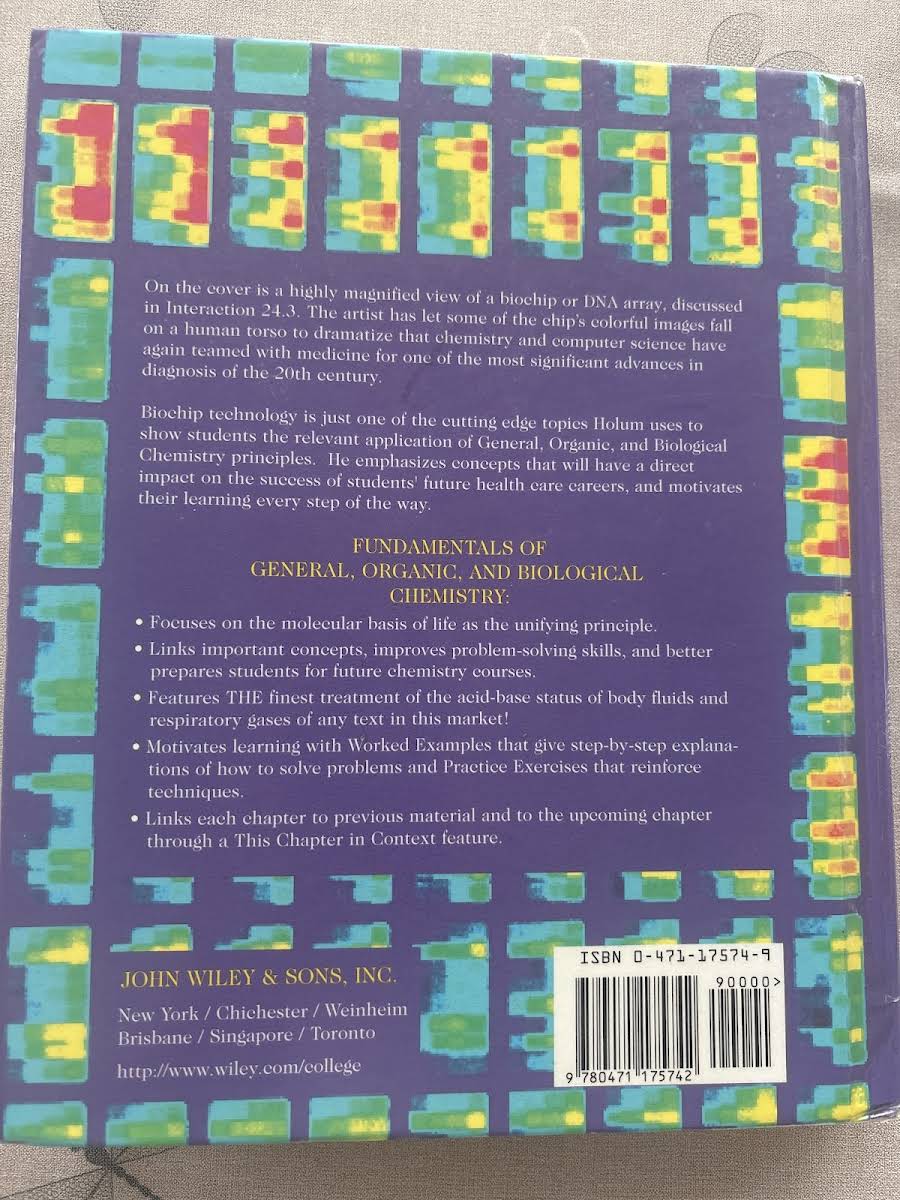 On the cover is a highly magnified view of a biochip or DNA array, discussed
in Interaction 24.3. The artist has let some of the chip's colorful images fall
on a human torso to dramatize that chemistry and computer science have
again teamed with medicine for one of the most significant advances in
diagnosis of the 20th century.
Biochip technology is just one of the cutting edge topics Holum uses to
show students the relevant application of General, Organic, and Biological
Chemistry principles. He emphasizes concepts that will have a direct
impact on the success of students' future health care careers, and motivates
their learning every step of the way.
FUNDAMENTALS OF
GENERAL, ORGANIC, AND BIOLOGICAL
CHEMISTRY:
• Focuses on the molecular basis of life as the unifying principle.
• Links important concepts, improves problem-solving skills, and better
prepares students for future chemistry courses.
• Features THE finest treatment of the acid-base status of body fluids and
respiratory gases of any text in this market!
• Motivates learning with Worked Examples that give step-by-step explana-
tions of how to solve problems and Practice Exercises that reinforce
techniques.
• Links each chapter to previous material and to the upcoming chapter
through a This Chapter in Context feature.
JOHN WILEY & SONS, INC.
New York / Chichester / Weinheim
Brisbane / Singapore / Toronto
http://www.wiley.com/college
ISBN 0-471-17574-9
90000>
9 780471 175742